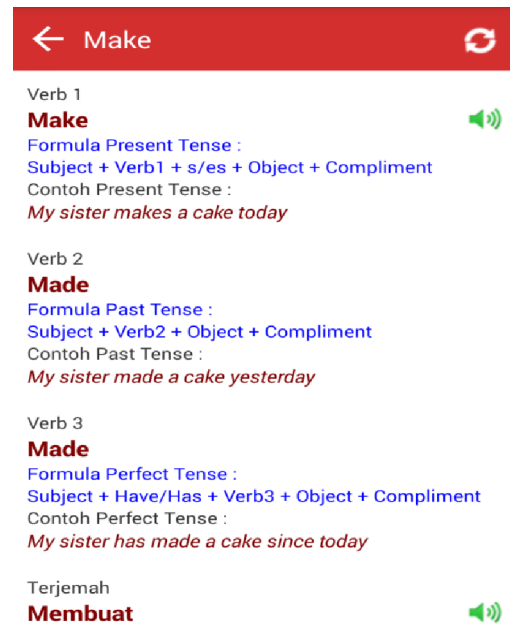 Make
Verb 1
Make
Formula Present Tense :
Subject + Verb1 + s/es + Object + Compliment
Contoh Present Tense :
My sister makes a cake today
Verb 2
Made
Formula Past Tense :
Subject + Verb2 + Object + Compliment
Contoh Past Tense :
My sister made a cake yesterday
Verb 3
Made
Formula Perfect Tense :
Subject + Have/Has + Verb3 + Object + Compliment
Contoh Perfect Tense :
My sister has made a cake since today
Terjemah
Membuat